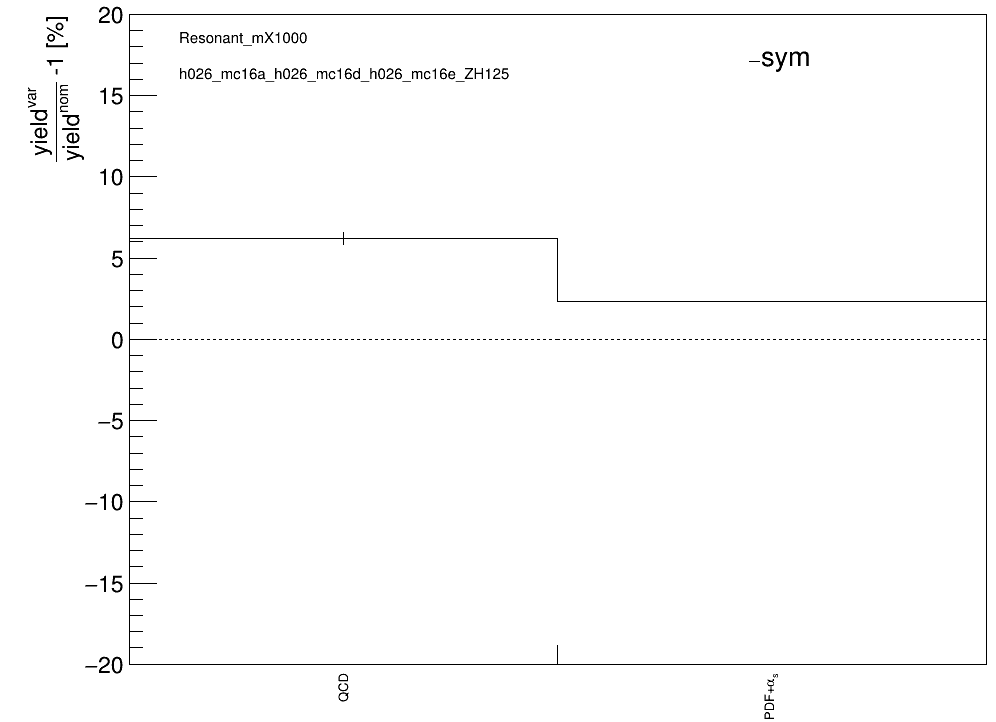 yield^var / yield^nom -1 [%]
20
15
10
5
0
−5
−10
−15
−20
Resonant_mX1000
h026_mc16a_h026_mc16d_h026_mc16e_ZH125
sym
QCD
PDF+αs